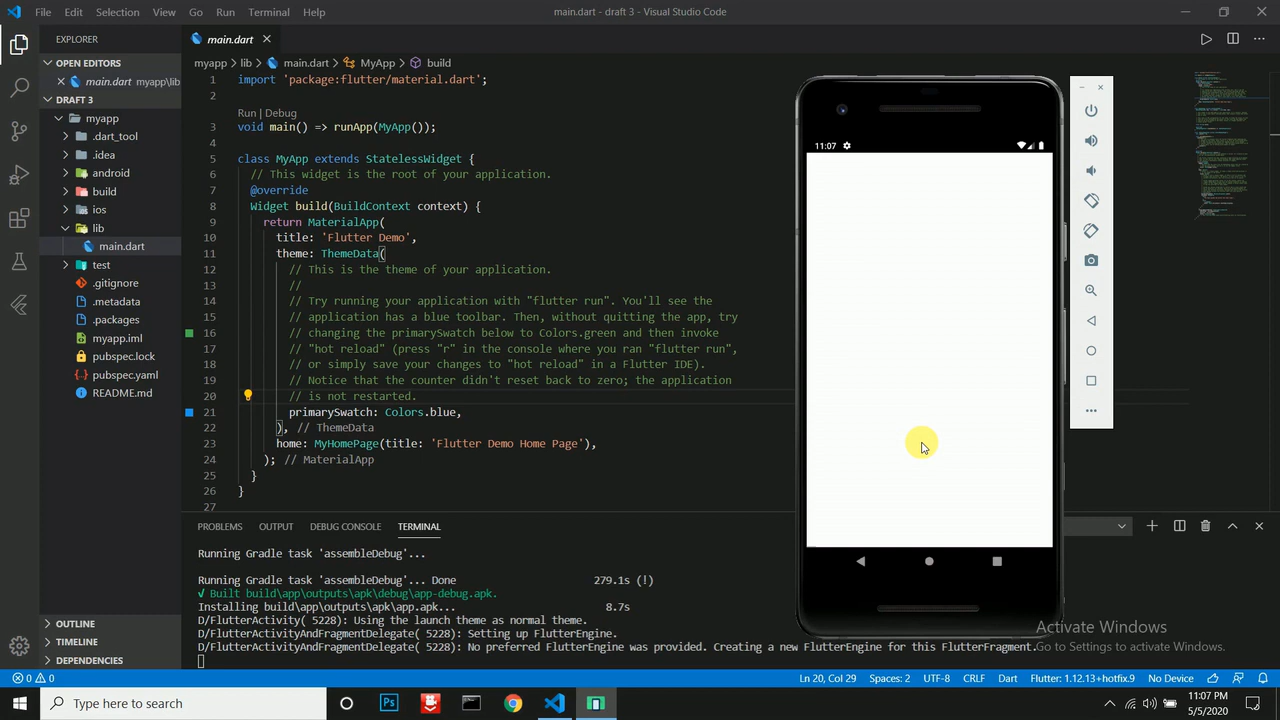 File Edit Selection View Go Run Terminal Help
main.dart - draft 3 - Visual Studio Code
EXPLORER
OPEN EDITORS
main.dart myapp\lib
DRAFT 3
myapp
.dart_tool
.idea
android
build
ios
lib
main.dart
test
.gitignore
.metadata
.packages
myapp.iml
pubspec.lock
pubspec.yaml
README.md
OUTLINE
TIMELINE
DEPENDENCIES
main.dart
myapp > lib > main.dart > MyApp > build
1 import 'package:flutter/material.dart';
2
Run | Debug
3 void main() => runApp(MyApp());
4
5 class MyApp extends StatelessWidget {
6 // This widget is the root of your application.
7 @override
8 Widget build(BuildContext context) {
9 return MaterialApp(
10 title: 'Flutter Demo',
11 theme: ThemeData(
12 // This is the theme of your application.
13 //
14 // Try running your application with "flutter run". You'll see the
15 // application has a blue toolbar. Then, without quitting the app, try
16 // changing the primarySwatch below to Colors.green and then invoke
17 // "hot reload" (press "r" in the console where you ran "flutter run",
18 // or simply save your changes to "hot reload" in a Flutter IDE).
19 // Notice that the counter didn't reset back to zero; the application
20 // is not restarted.
21 primarySwatch: Colors.blue,
22 ), // ThemeData
23 home: MyHomePage(title: 'Flutter Demo Home Page'),
24 ); // MaterialApp
25 }
26 }
27
11:07
PROBLEMS OUTPUT DEBUG CONSOLE TERMINAL
Running Gradle task 'assembleDebug'...
Running Gradle task 'assembleDebug'... Done 279.1s (!)
√ Built build\app\outputs\apk\debug\app-debug.apk.
Installing build\app\outputs\apk\app.apk... 8.7s
D/FlutterActivity( 5228): Using the launch theme as normal theme.
D/FlutterActivityAndFragmentDelegate( 5228): Setting up FlutterEngine.
D/FlutterActivityAndFragmentDelegate( 5228): No preferred FlutterEngine was provided. Creating a new FlutterEngine for this FlutterFragment.
Activate Windows
Go to Settings to activate Windows.
0 0
Ln 20, Col 29 Spaces: 2 UTF-8 CRLF Dart Flutter: 1.12.13+hotfix.9 No Device
Type here to search
Ps
11:07 PM
5/5/2020